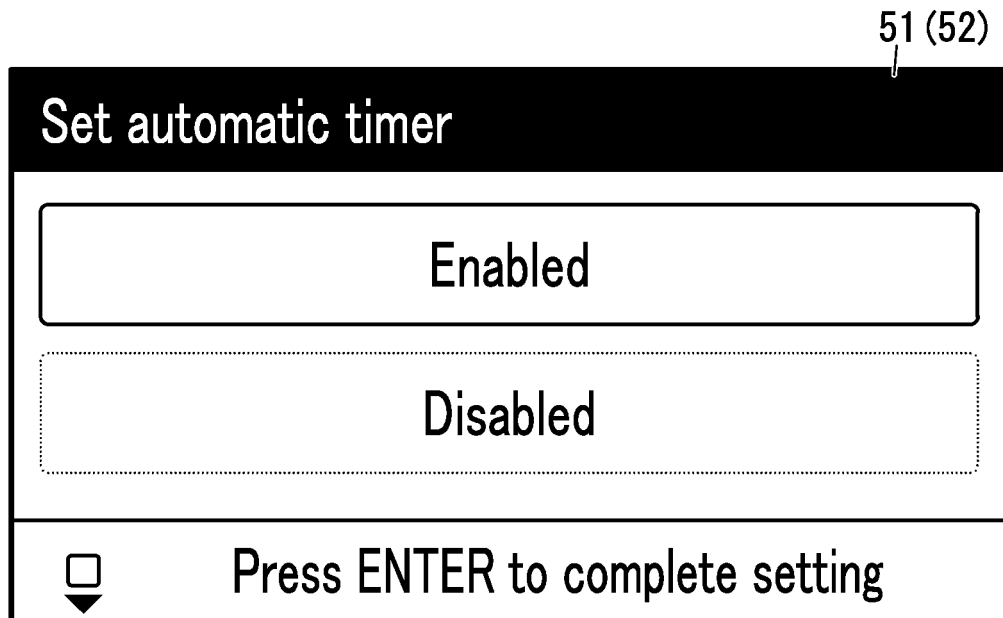 51 (52)
Set automatic timer
Enabled
Disabled
Press ENTER to complete setting